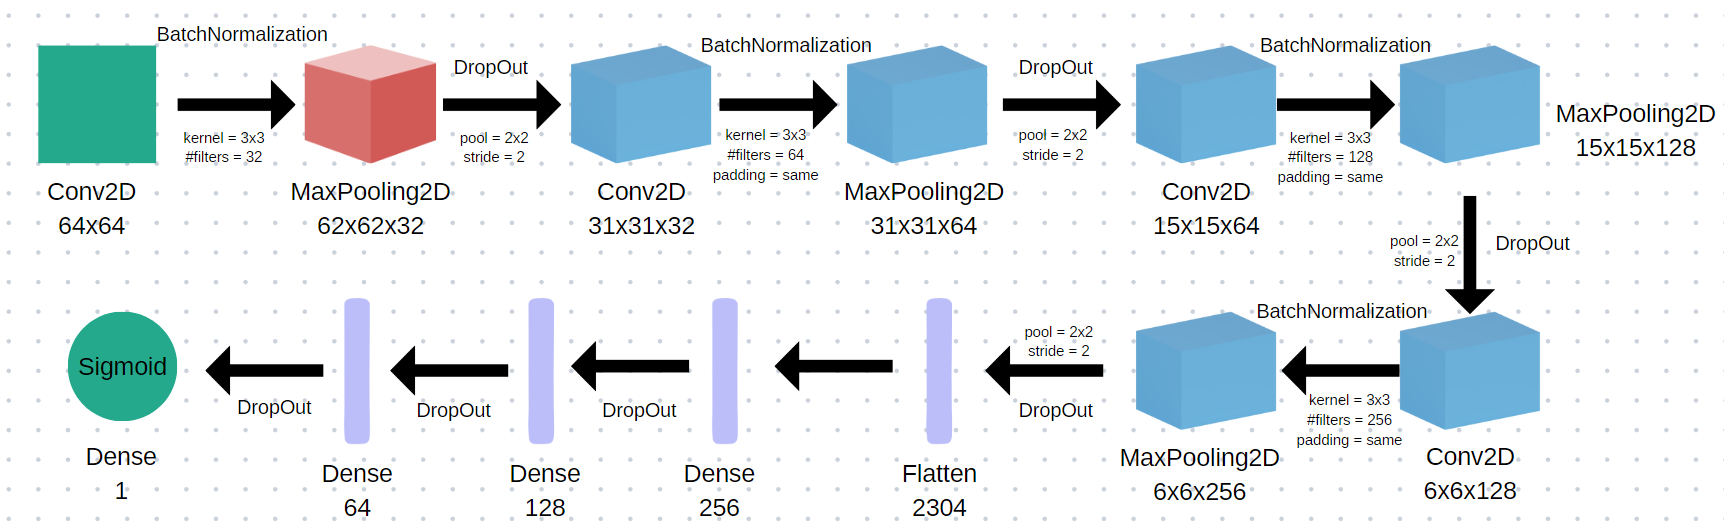 BatchNormalization
kernel = 3x3
#filters = 32
Conv2D
64x64
DropOut
pool = 2x2
stride = 2
MaxPooling2D
62x62x32
BatchNormalization
kernel = 3x3
#filters = 64
padding = same
Conv2D
31x31x32
DropOut
pool = 2x2
stride = 2
MaxPooling2D
31x31x64
BatchNormalization
kernel = 3x3
#filters = 128
padding = same
Conv2D
15x15x64
MaxPooling2D
15x15x128
pool = 2x2
stride = 2
DropOut
BatchNormalization
kernel = 3x3
#filters = 256
padding = same
Conv2D
6x6x128
MaxPooling2D
6x6x256
pool = 2x2
stride = 2
DropOut
Flatten
2304
Dense
256
DropOut
Dense
128
DropOut
Dense
64
DropOut
Sigmoid
Dense
1